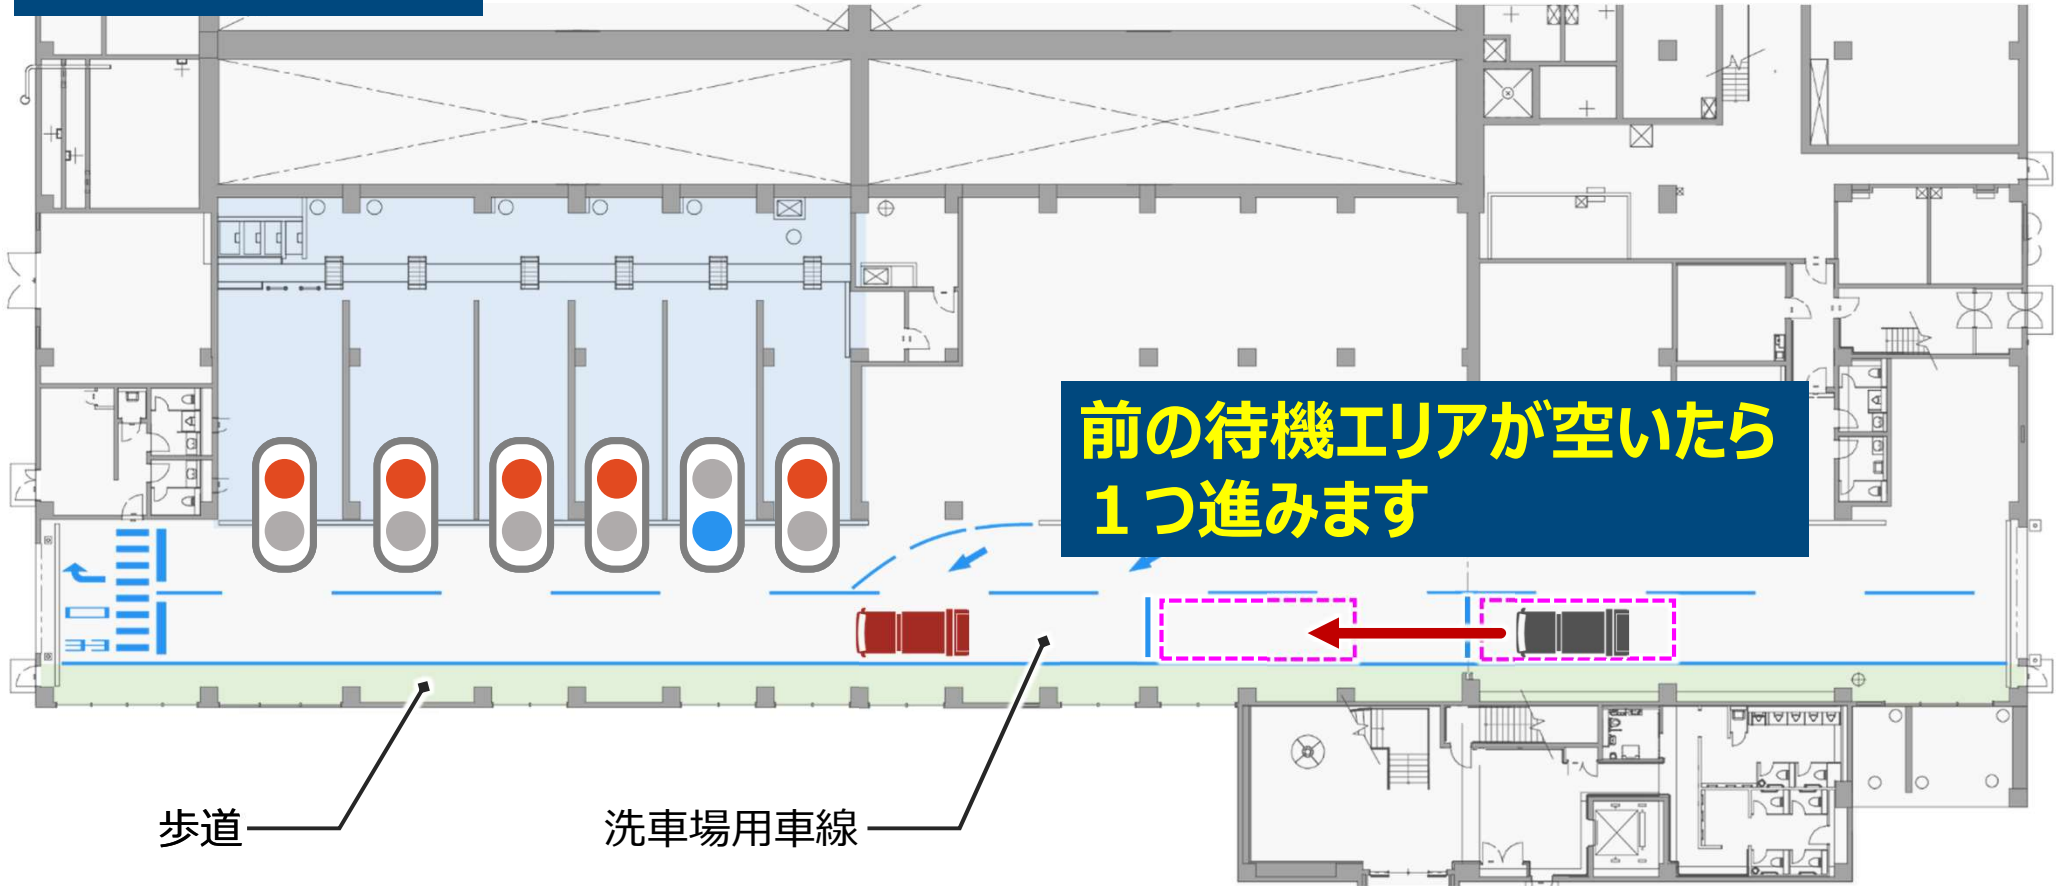 前の待機エリアが空いたら
１つ進みます
歩道
洗車場用車線